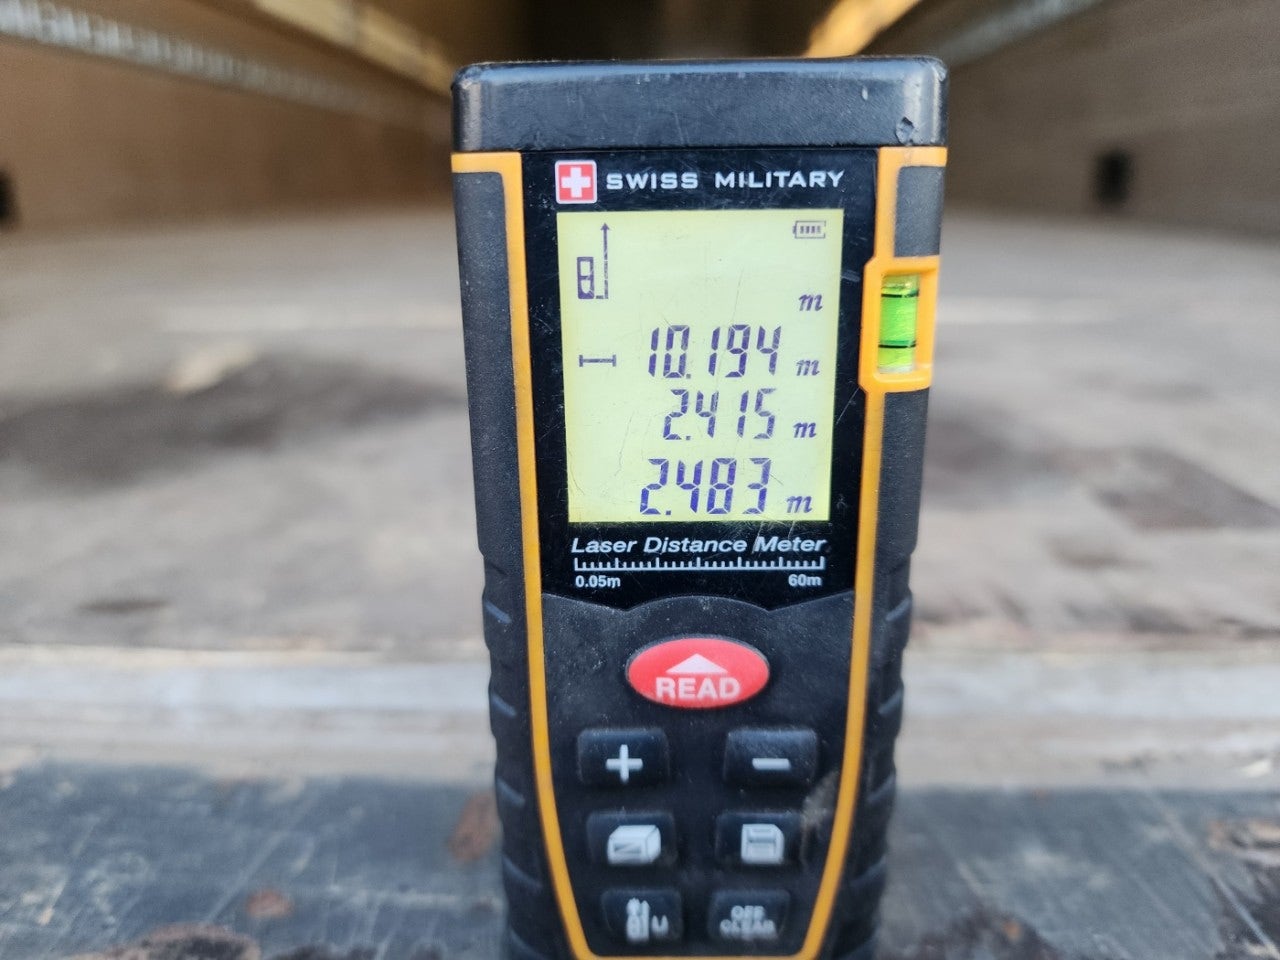 SWISS MILITARY
m
10.194 m
2.415 m
2.483 m
Laser Distance Meter
0.05m 60m
READ
+ −
U
OFF
CLEAR